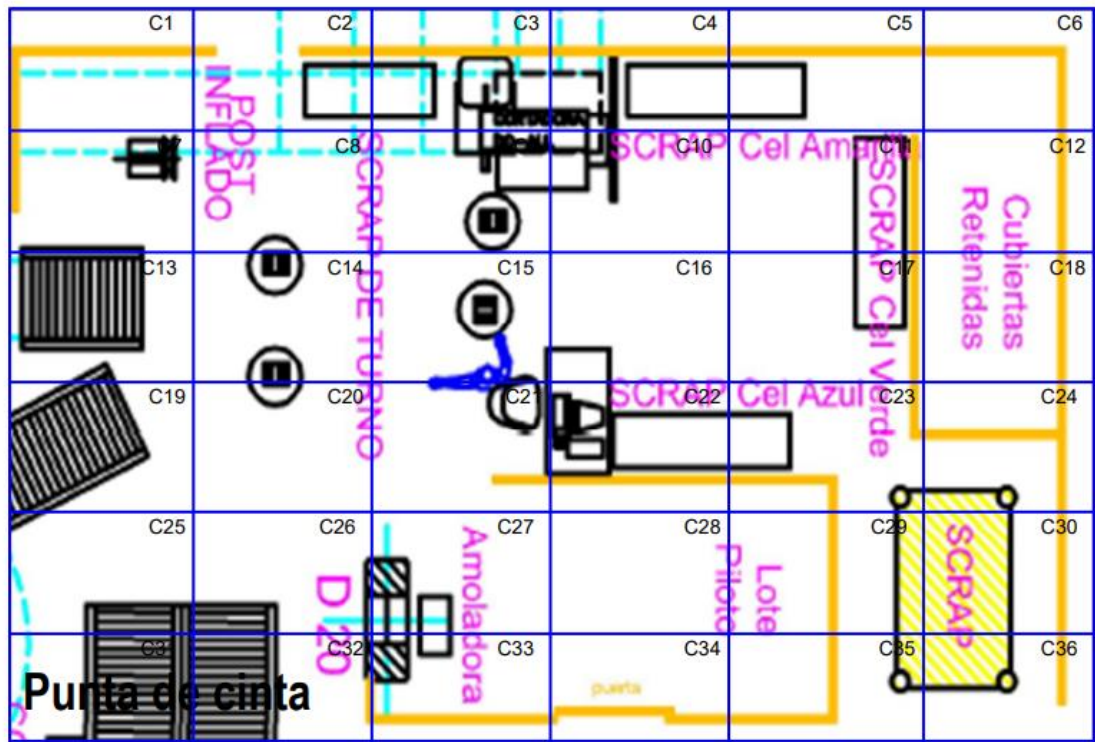 C1
C2
C3
C4
C5
C6
POST
INFLADO
C8
SCRAP Cel Amarilla
C10
C11
C12
SCRAP DE TURNO
SCRAP Cel Verde
Cubiertas
Retenidas
C13
C14
C15
C16
C17
C18
C19
C20
C21
SCRAP Cel Azul
C22
C23
C24
C25
C26
C27
C28
C29
C30
D 20
Amoladora
Lote
Piloto
SCRAP
C32
C33
C34
C35
C36
Punta de cinta
puerta